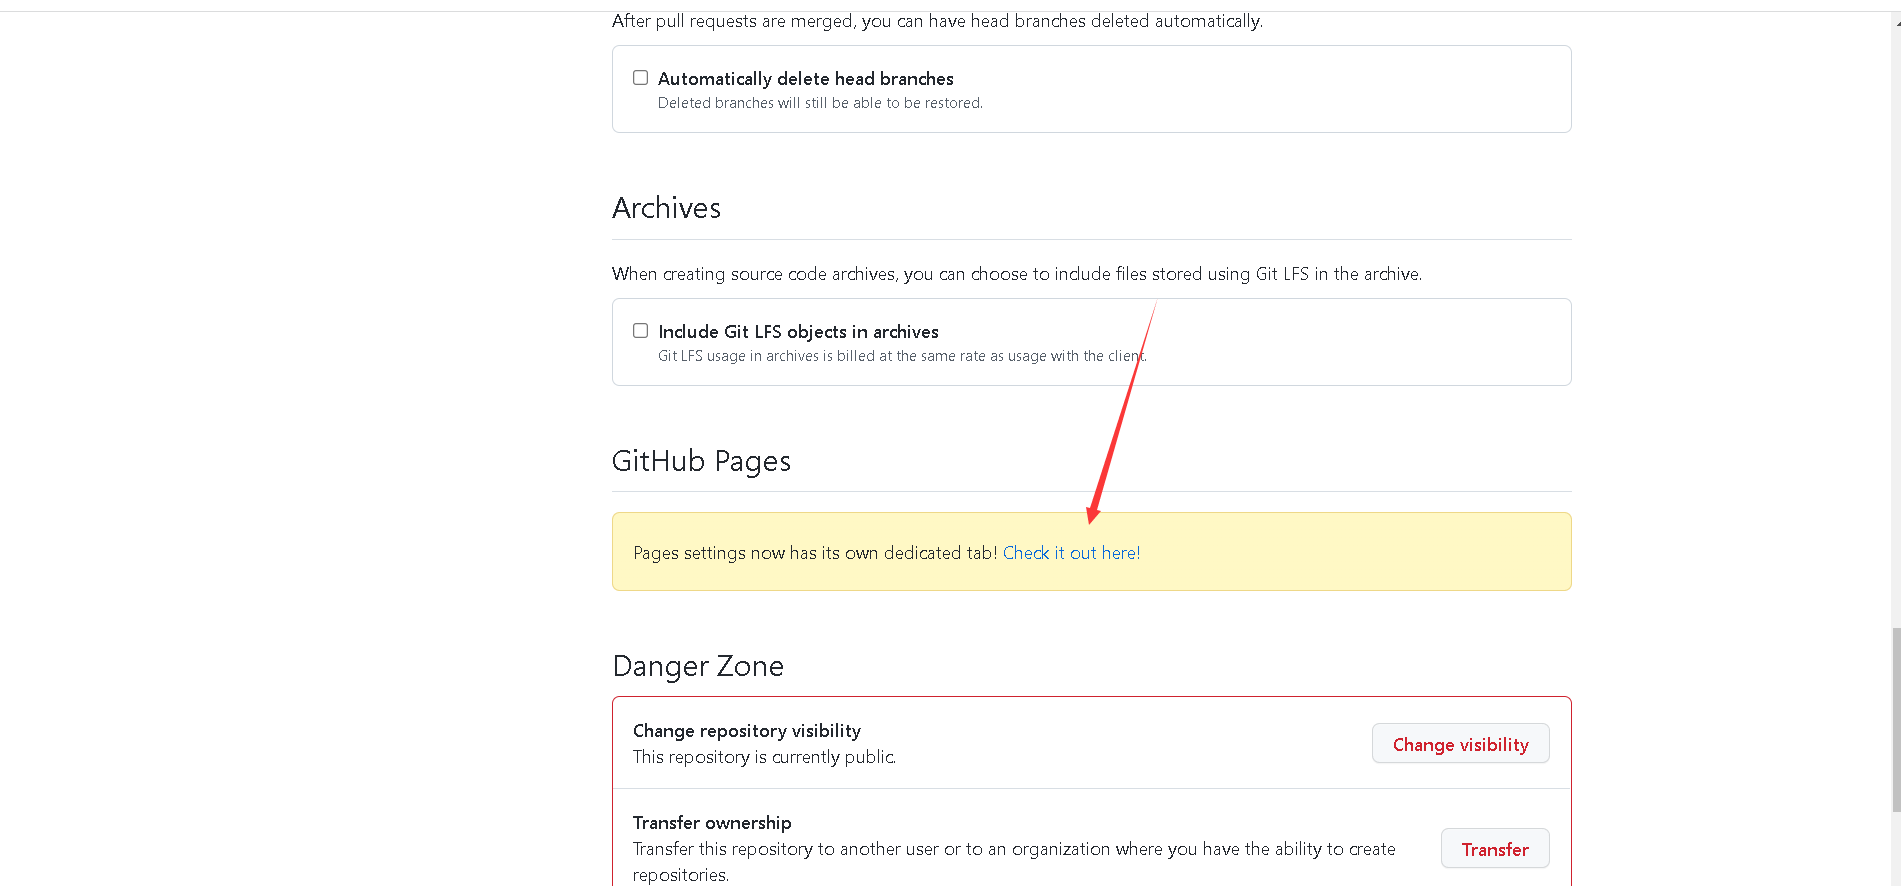 After pull requests are merged, you can have head branches deleted automatically.
Automatically delete head branches
Deleted branches will still be able to be restored.
Archives
When creating source code archives, you can choose to include files stored using Git LFS in the archive.
Include Git LFS objects in archives
Git LFS usage in archives is billed at the same rate as usage with the client.
GitHub Pages
Pages settings now has its own dedicated tab! Check it out here!
Danger Zone
Change repository visibility
This repository is currently public.
Change visibility
Transfer ownership
Transfer this repository to another user or to an organization where you have the ability to create
repositories.
Transfer